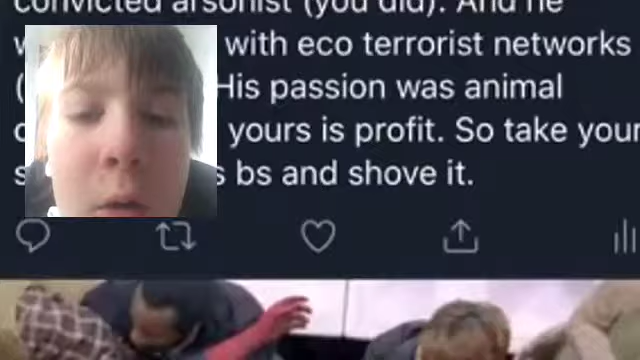 convicted arsonist (you did). And he
w with eco terrorist networks
( His passion was animal
yours is profit. So take your
s s bs and shove it.